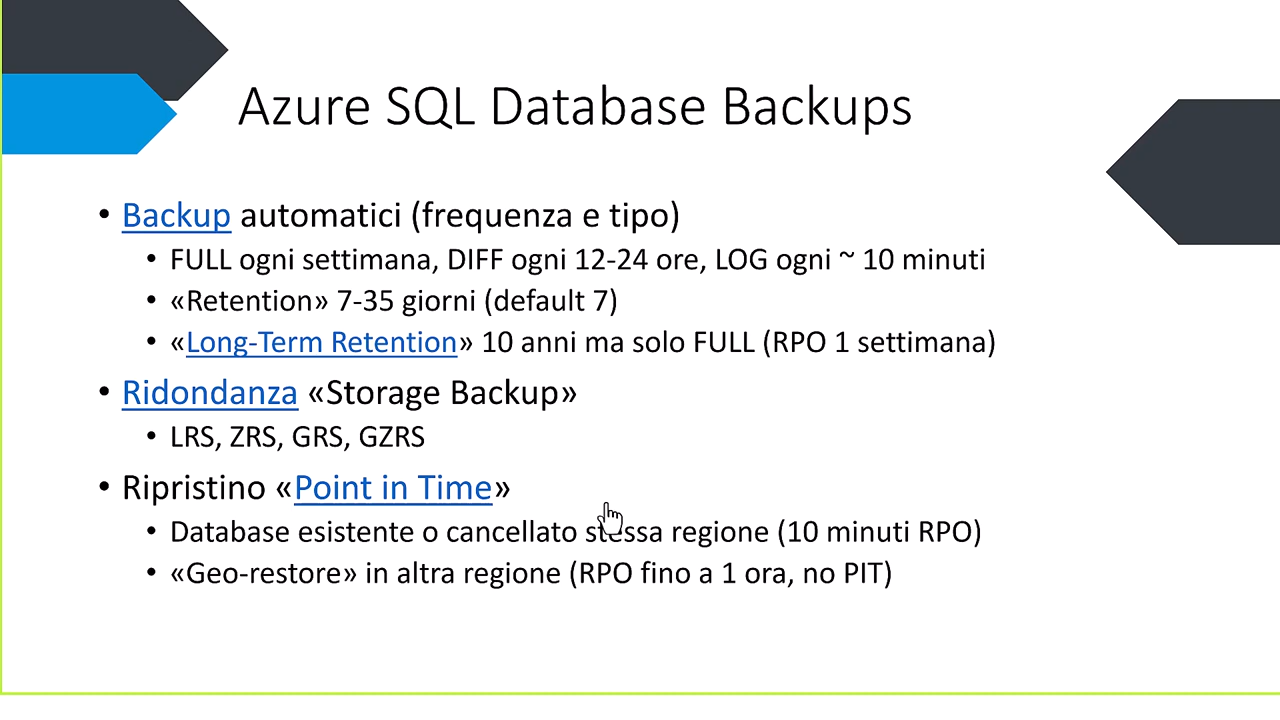 Azure SQL Database Backups
• Backup automatici (frequenza e tipo)
• FULL ogni settimana, DIFF ogni 12-24 ore, LOG ogni ~ 10 minuti
• «Retention» 7-35 giorni (default 7)
• «Long-Term Retention» 10 anni ma solo FULL (RPO 1 settimana)
• Ridondanza «Storage Backup»
• LRS, ZRS, GRS, GZRS
• Ripristino «Point in Time»
• Database esistente o cancellato stessa regione (10 minuti RPO)
• «Geo-restore» in altra regione (RPO fino a 1 ora, no PIT)